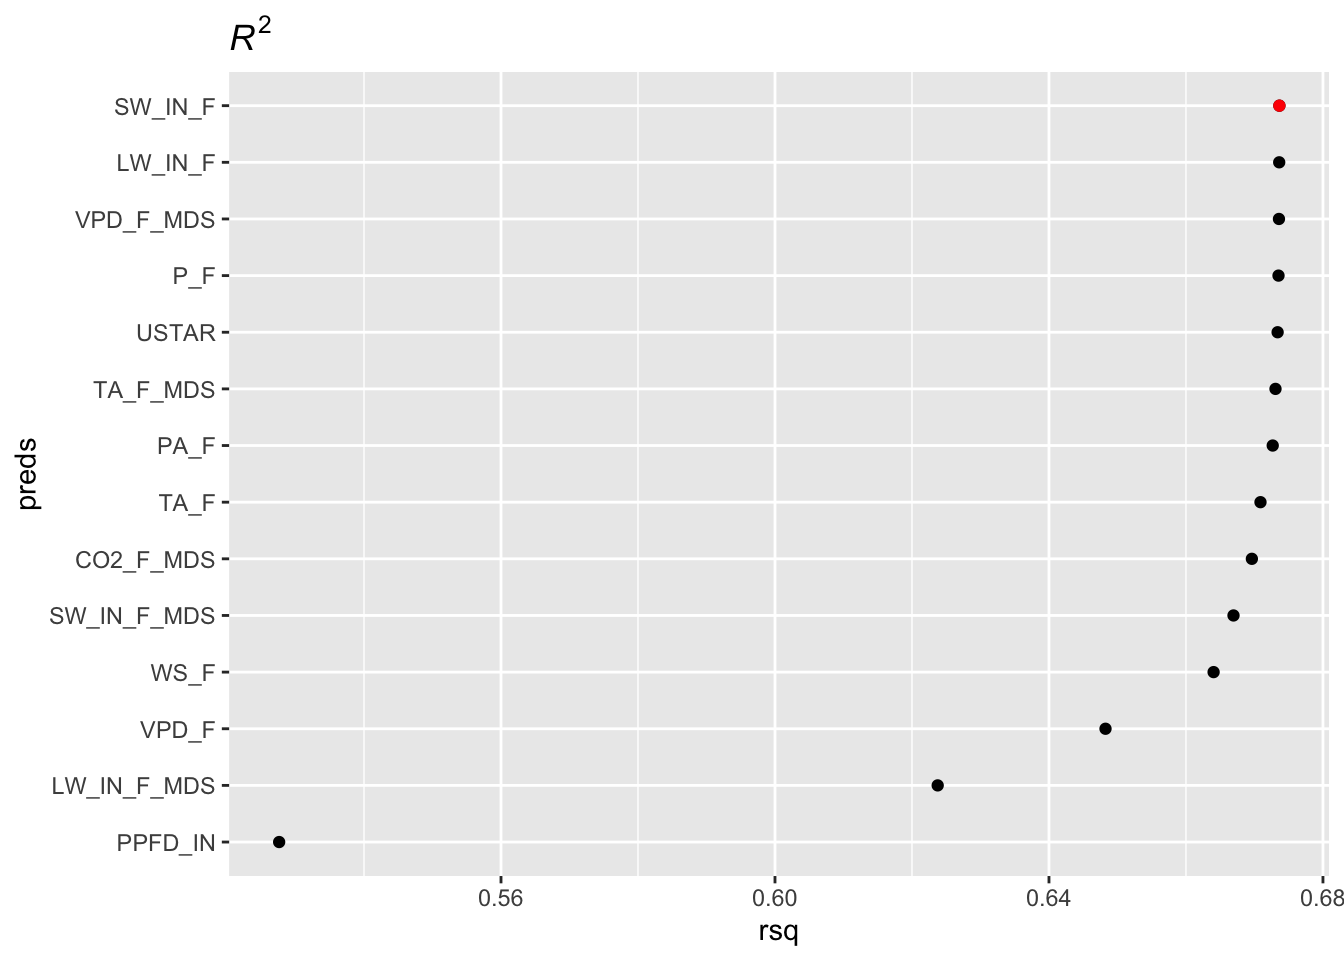 R²
SW_IN_F
LW_IN_F
VPD_F_MDS
P_F
USTAR
TA_F_MDS
PA_F
TA_F
CO2_F_MDS
SW_IN_F_MDS
WS_F
VPD_F
LW_IN_F_MDS
PPFD_IN
preds
0.56 0.60 0.64 0.68
rsq